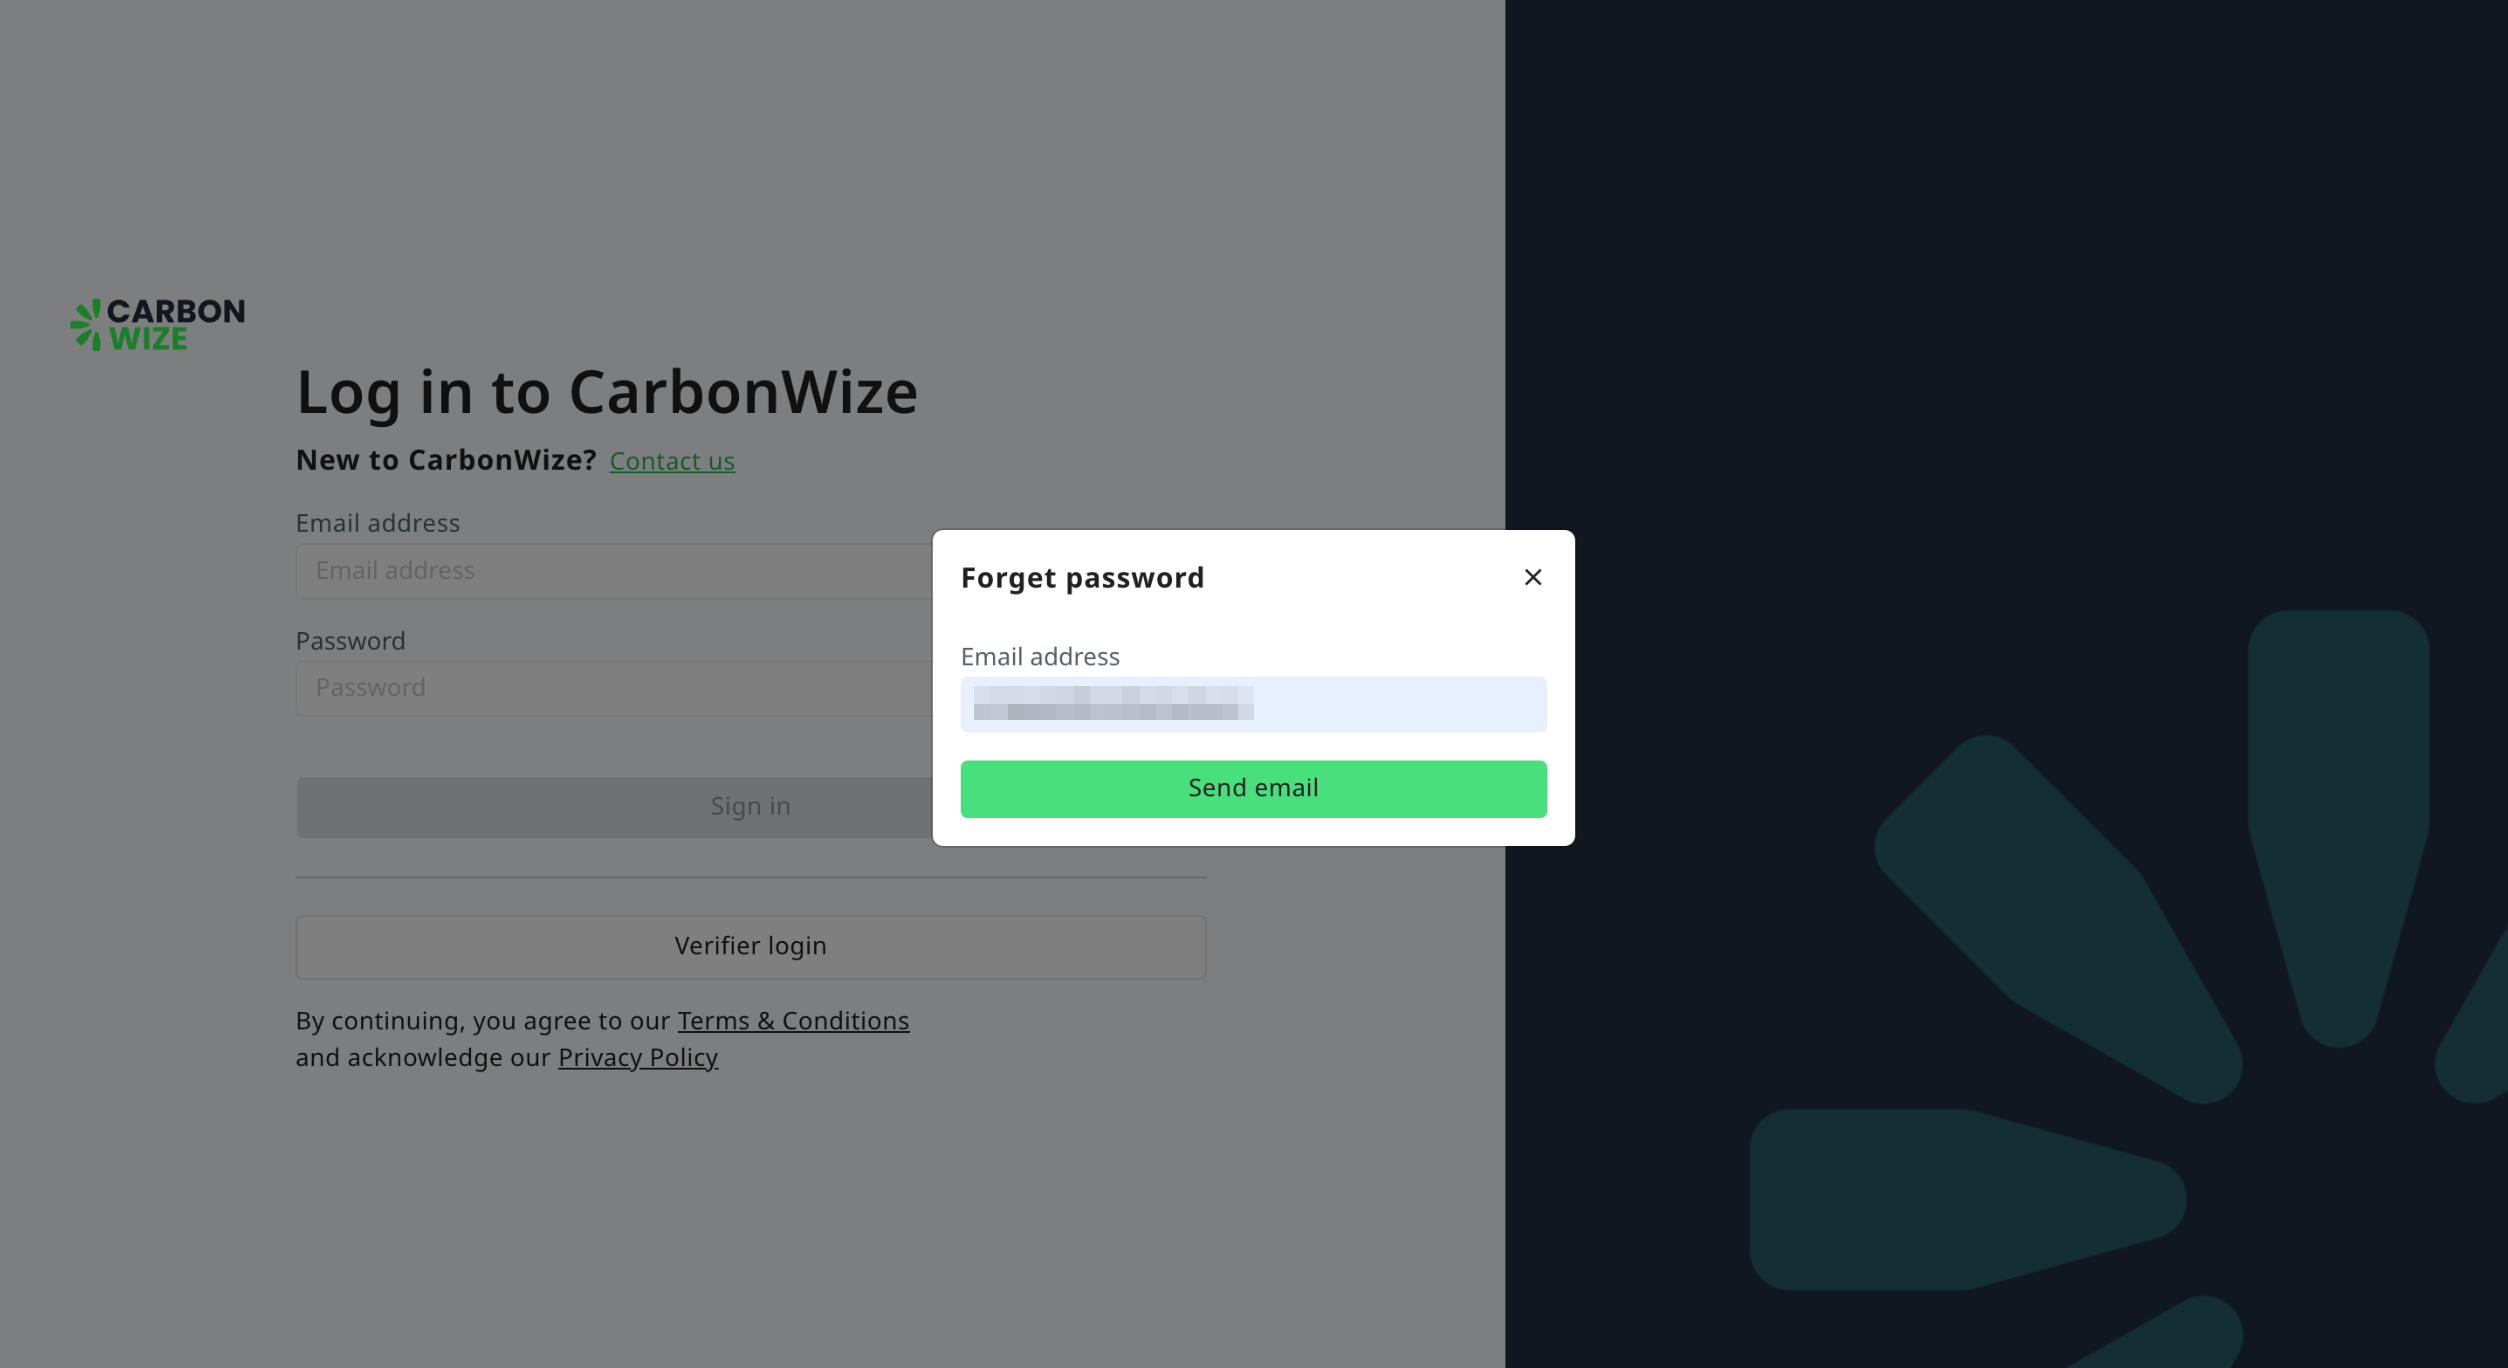 CARBON
WIZE
Log in to CarbonWize
New to CarbonWize? Contact us
Email address
Email address
Password
Password
Sign in
Verifier login
By continuing, you agree to our Terms & Conditions
and acknowledge our Privacy Policy
Forget password
Email address
Send email